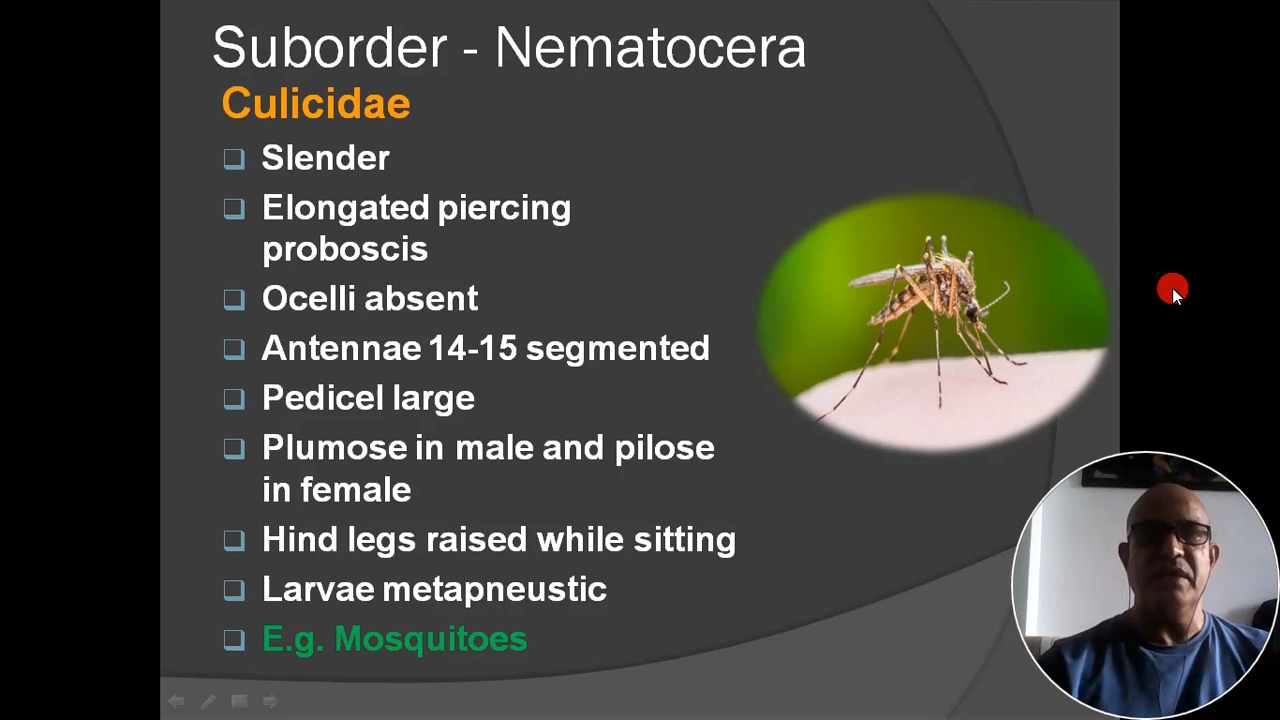 Suborder - Nematocera
Culicidae
Slender
Elongated piercing
proboscis
Ocelli absent
Antennae 14-15 segmented
Pedicel large
Plumose in male and pilose
in female
Hind legs raised while sitting
Larvae metapneustic
E.g. Mosquitoes